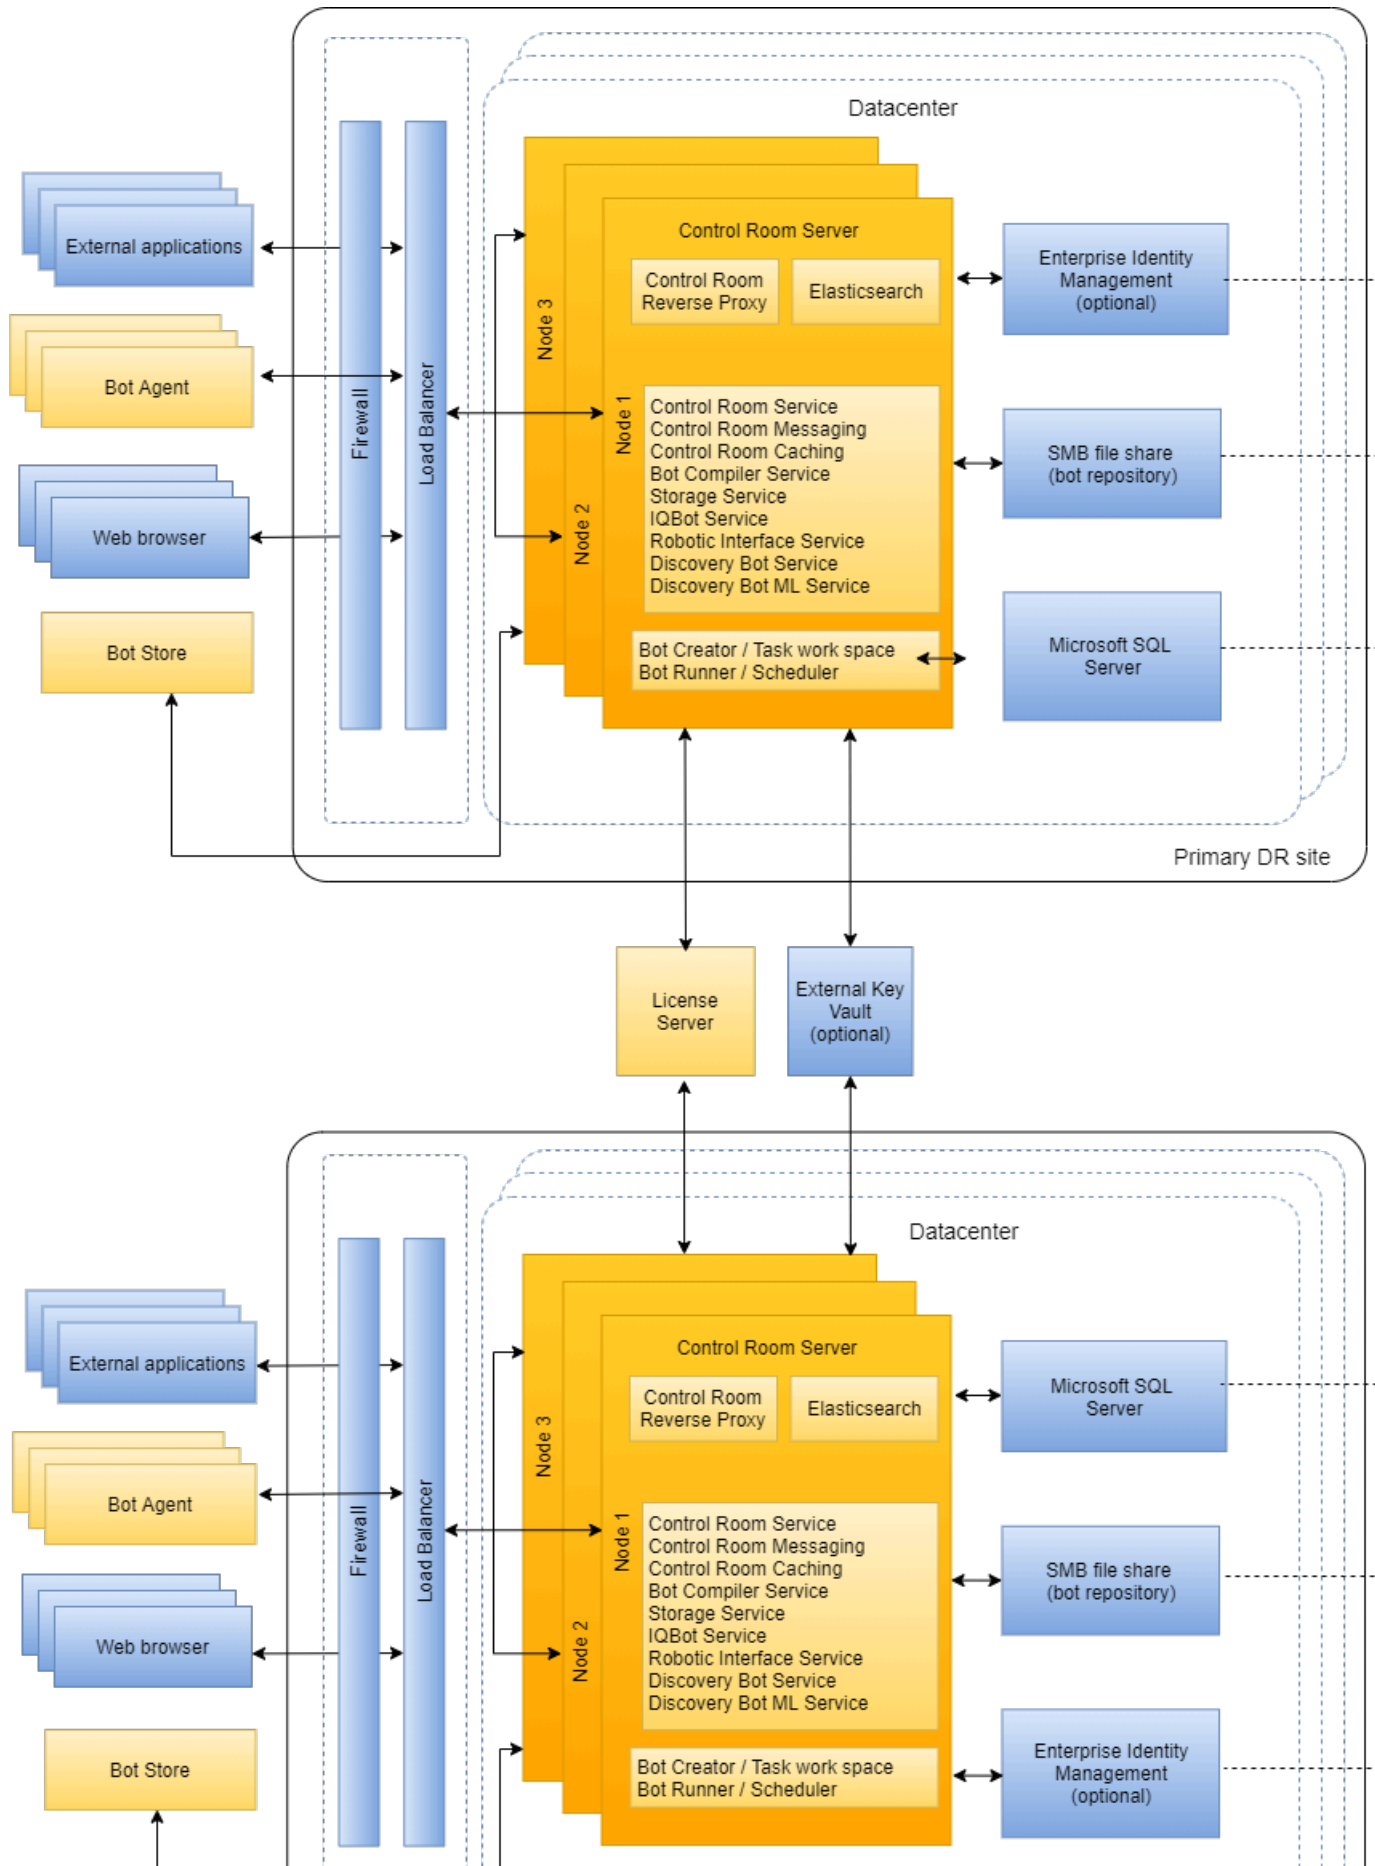 Datacenter
External applications
Bot Agent
Web browser
Bot Store
Firewall
Load Balancer
Node 3
Node 2
Node 1
Control Room Server
Control Room
Reverse Proxy
Elasticsearch
Control Room Service
Control Room Messaging
Control Room Caching
Bot Compiler Service
Storage Service
IQBot Service
Robotic Interface Service
Discovery Bot Service
Discovery Bot ML Service
Bot Creator / Task work space
Bot Runner / Scheduler
Enterprise Identity
Management
(optional)
SMB file share
(bot repository)
Microsoft SQL
Server
Primary DR site
License
Server
External Key
Vault
(optional)
Datacenter
External applications
Bot Agent
Web browser
Bot Store
Firewall
Load Balancer
Node 3
Node 2
Node 1
Control Room Server
Control Room
Reverse Proxy
Elasticsearch
Control Room Service
Control Room Messaging
Control Room Caching
Bot Compiler Service
Storage Service
IQBot Service
Robotic Interface Service
Discovery Bot Service
Discovery Bot ML Service
Bot Creator / Task work space
Bot Runner / Scheduler
Microsoft SQL
Server
SMB file share
(bot repository)
Enterprise Identity
Management
(optional)